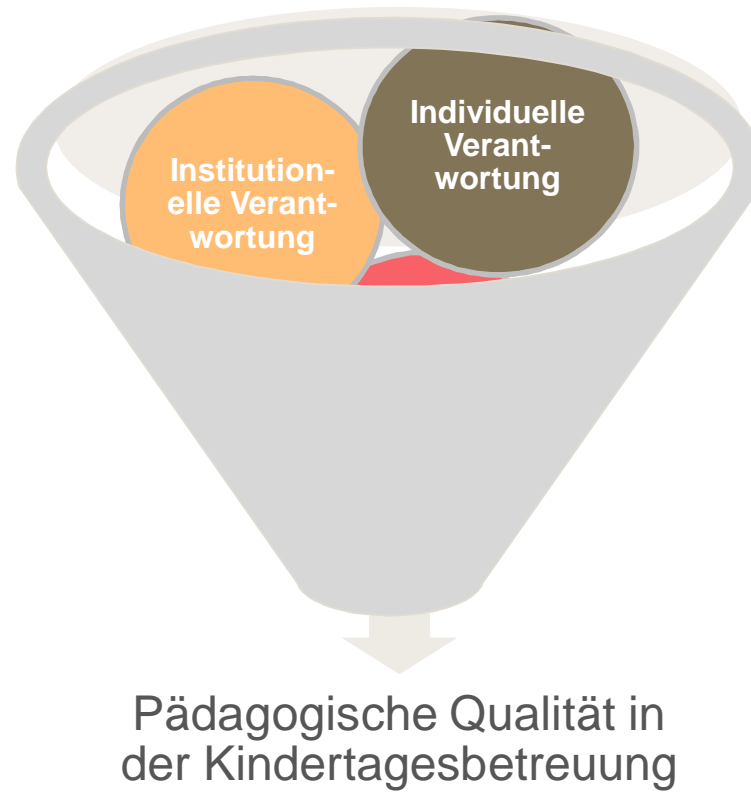 Individuelle
Verant-
wortung
Institution-
elle Verant-
wortung
Pädagogische Qualität in
der Kindertagesbetreuung